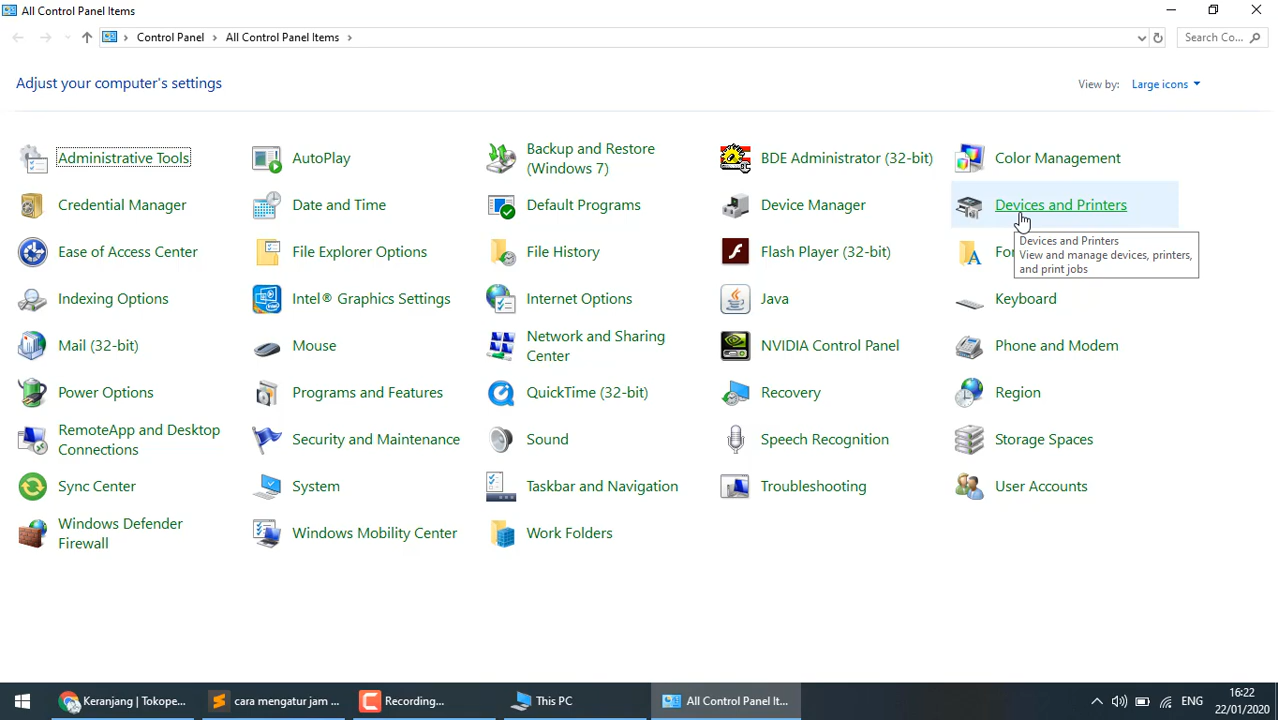 All Control Panel Items
Control Panel
All Control Panel Items
Search Co...
Adjust your computer's settings
View by:
Large icons
Administrative Tools
AutoPlay
Backup and Restore
(Windows 7)
BDE Administrator (32-bit)
Color Management
Credential Manager
Date and Time
Default Programs
Device Manager
Devices and Printers
Devices and Printers
View and manage devices, printers,
and print jobs
Ease of Access Center
File Explorer Options
File History
Flash Player (32-bit)
Indexing Options
Intel® Graphics Settings
Internet Options
Java
Keyboard
Mail (32-bit)
Mouse
Network and Sharing
Center
NVIDIA Control Panel
Phone and Modem
Power Options
Programs and Features
QuickTime (32-bit)
Recovery
Region
RemoteApp and Desktop
Connections
Security and Maintenance
Sound
Speech Recognition
Storage Spaces
Sync Center
System
Taskbar and Navigation
Troubleshooting
User Accounts
Windows Defender
Firewall
Windows Mobility Center
Work Folders
Keranjang | Tokope...
cara mengatur jam ...
Recording...
This PC
All Control Panel It...
ENG
16:22
22/01/2020